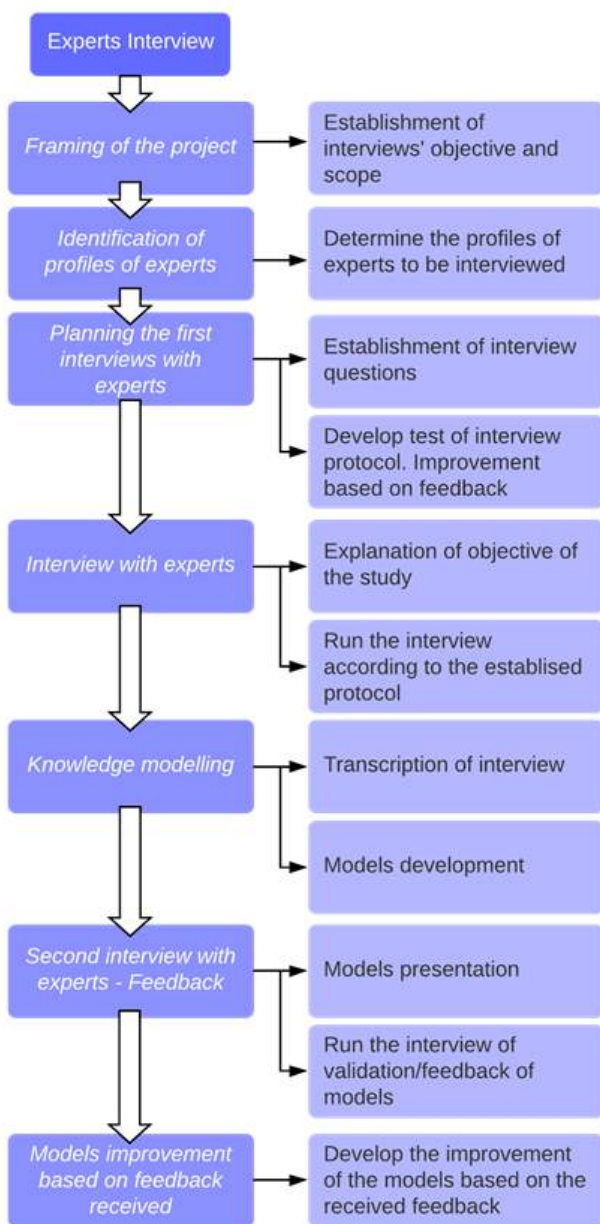 Experts Interview
Framing of the project
Establishment of
interviews' objective and
scope
Identification of
profiles of experts
Determine the profiles of
experts to be interviewed
Planning the first
interviews with
experts
Establishment of interview
questions
Develop test of interview
protocol. Improvement
based on feedback
Interview with experts
Explanation of objective of
the study
Run the interview
according to the establised
protocol
Knowledge modelling
Transcription of interview
Models development
Second interview with
experts - Feedback
Models presentation
Run the interview of
validation/feedback of
models
Models improvement
based on feedback
received
Develop the improvement
of the models based on the
received feedback